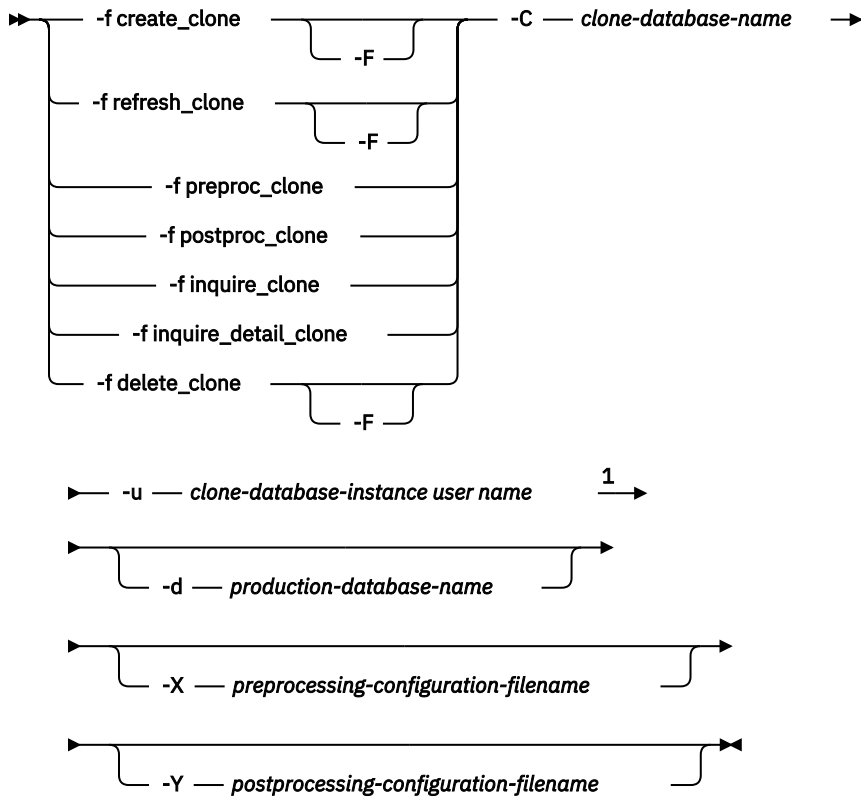 -f create_clone -C clone-database-name
-F
-f refresh_clone
-F
-f preproc_clone
-f postproc_clone
-f inquire_clone
-f inquire_detail_clone
-f delete_clone
-F
-u clone-database-instance user name 1
-d production-database-name
-X preprocessing-configuration-filename
-Y postprocessing-configuration-filename